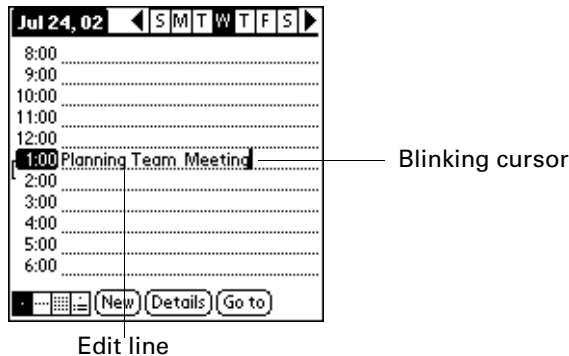 Jul 24, 02 S M T W T F S
8:00
9:00
10:00
11:00
12:00
1:00 Planning Team Meeting
Blinking cursor
2:00
3:00
4:00
5:00
6:00
New Details Go to
Edit line